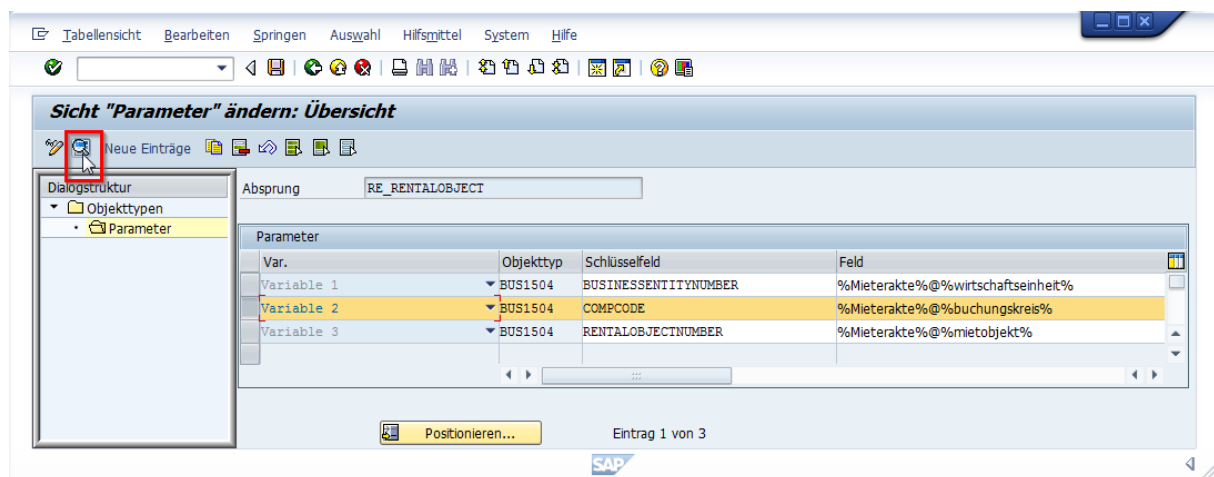 Tabellensicht Bearbeiten Springen Auswahl Hilfsmittel System Hilfe
Sicht "Parameter" ändern: Übersicht
Neue Einträge
Dialogstruktur
Objekttypen
Parameter
Absprung RE_RENTALOBJECT
Parameter
Var. Objekttyp Schlüsselfeld Feld
Variable 1 BUS1504 BUSINESSENTITYNUMBER %Mieterakte%@%wirtschaftseinheit%
Variable 2 BUS1504 COMPCODE %Mieterakte%@%buchungskreis%
Variable 3 BUS1504 RENTALOBJECTNUMBER %Mieterakte%@%mietobjekt%
Positionieren... Eintrag 1 von 3
SAP